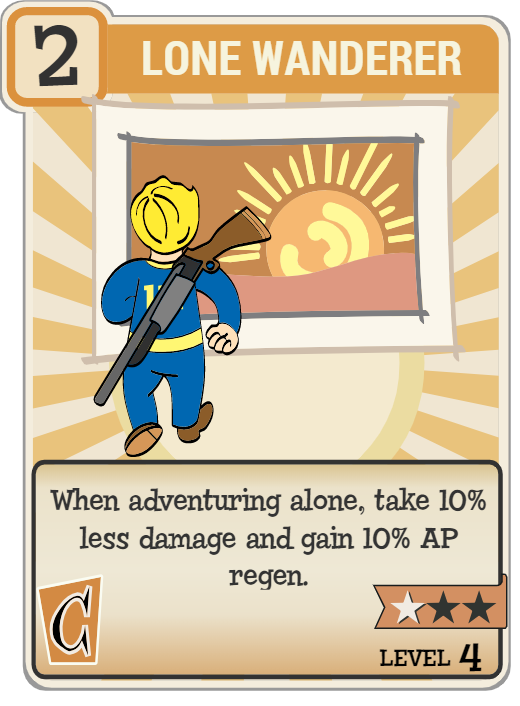 2
LONE WANDERER
When adventuring alone, take 10%
less damage and gain 10% AP
regen.
C
LEVEL 4